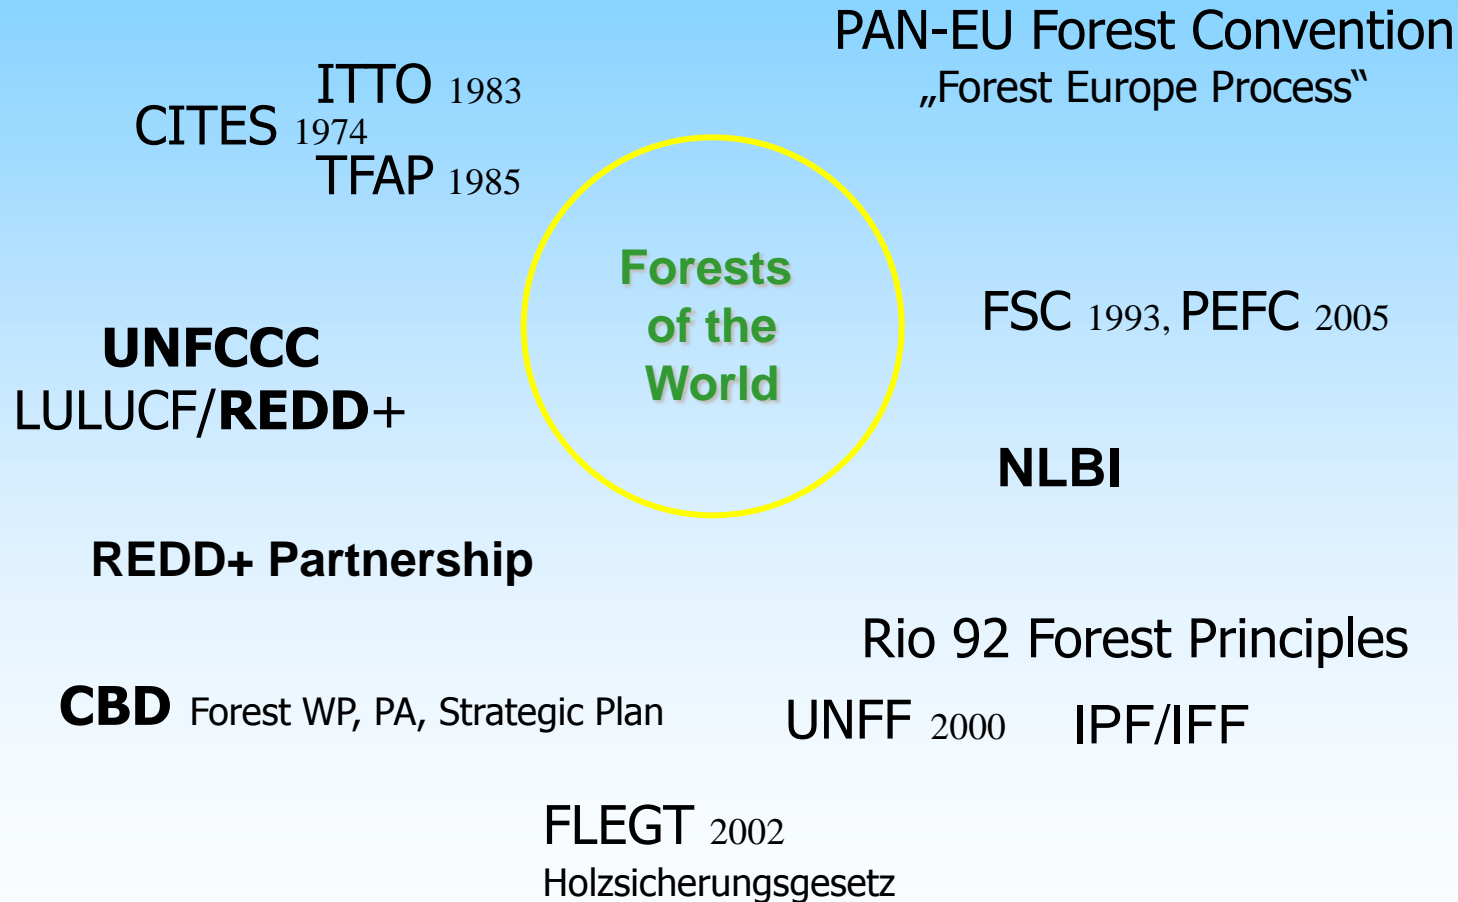 PAN-EU Forest Convention
„Forest Europe Process“
ITTO 1983
CITES 1974
TFAP 1985
Forests
of the
World
FSC 1993, PEFC 2005
UNFCCC
LULUCF/REDD+
NLBI
REDD+ Partnership
Rio 92 Forest Principles
CBD Forest WP, PA, Strategic Plan
UNFF 2000 IPF/IFF
FLEGT 2002
Holzsicherungsgesetz